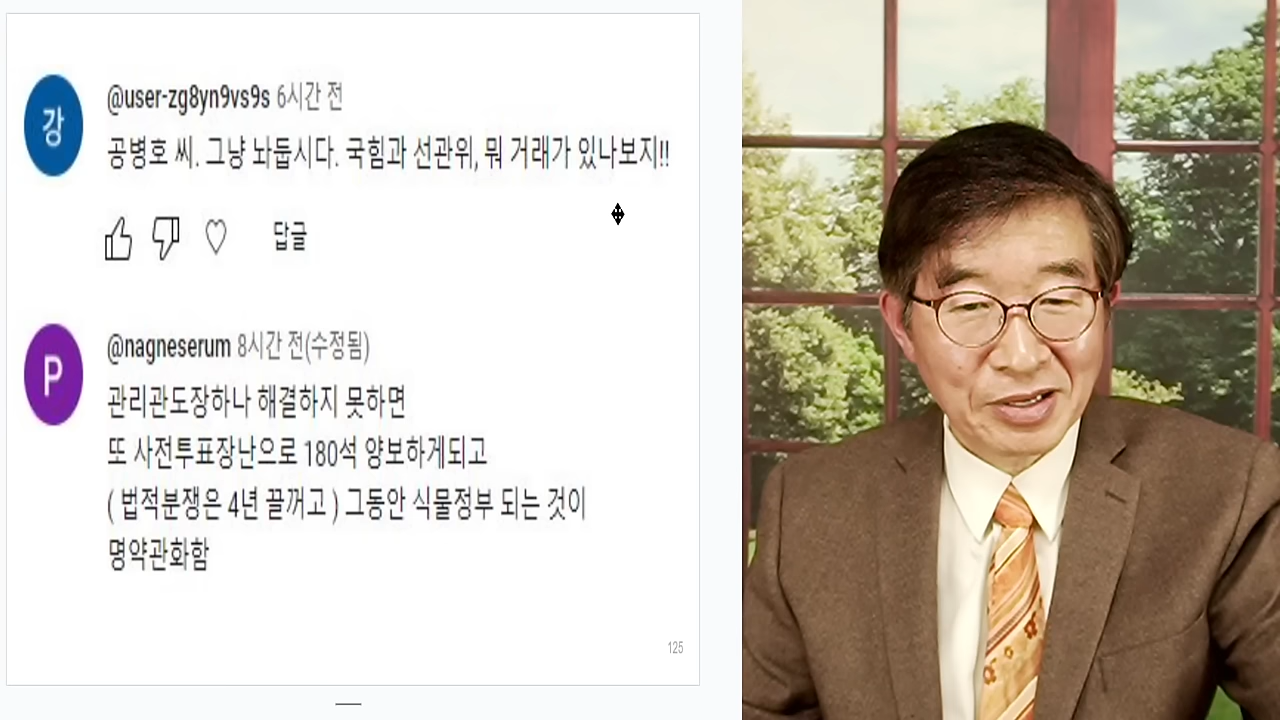 강
@user-zg8yn9vs9s 6시간 전
공병호 씨. 그냥 놔둡시다. 국힘과 선관위, 뭐 거래가 있나보지!!
답글
P
@nagneserum 8시간 전(수정됨)
관리관도장하나 해결하지 못하면
또 사전투표장난으로 180석 양보하게되고
( 법적분쟁은 4년 끌꺼고 ) 그동안 식물정부 되는 것이
명약관화함
125